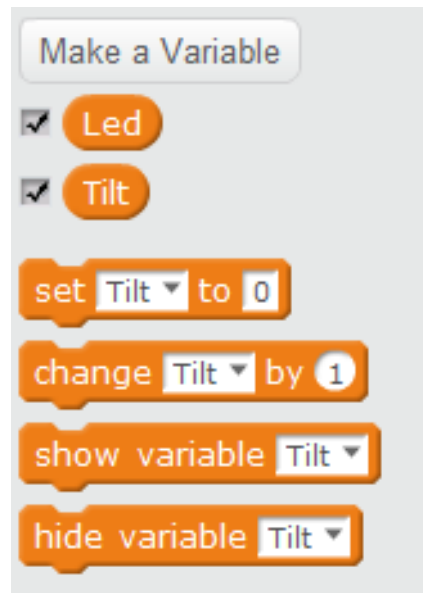 Make a Variable
Led
Tilt
set Tilt to 0
change Tilt by 1
show variable Tilt
hide variable Tilt